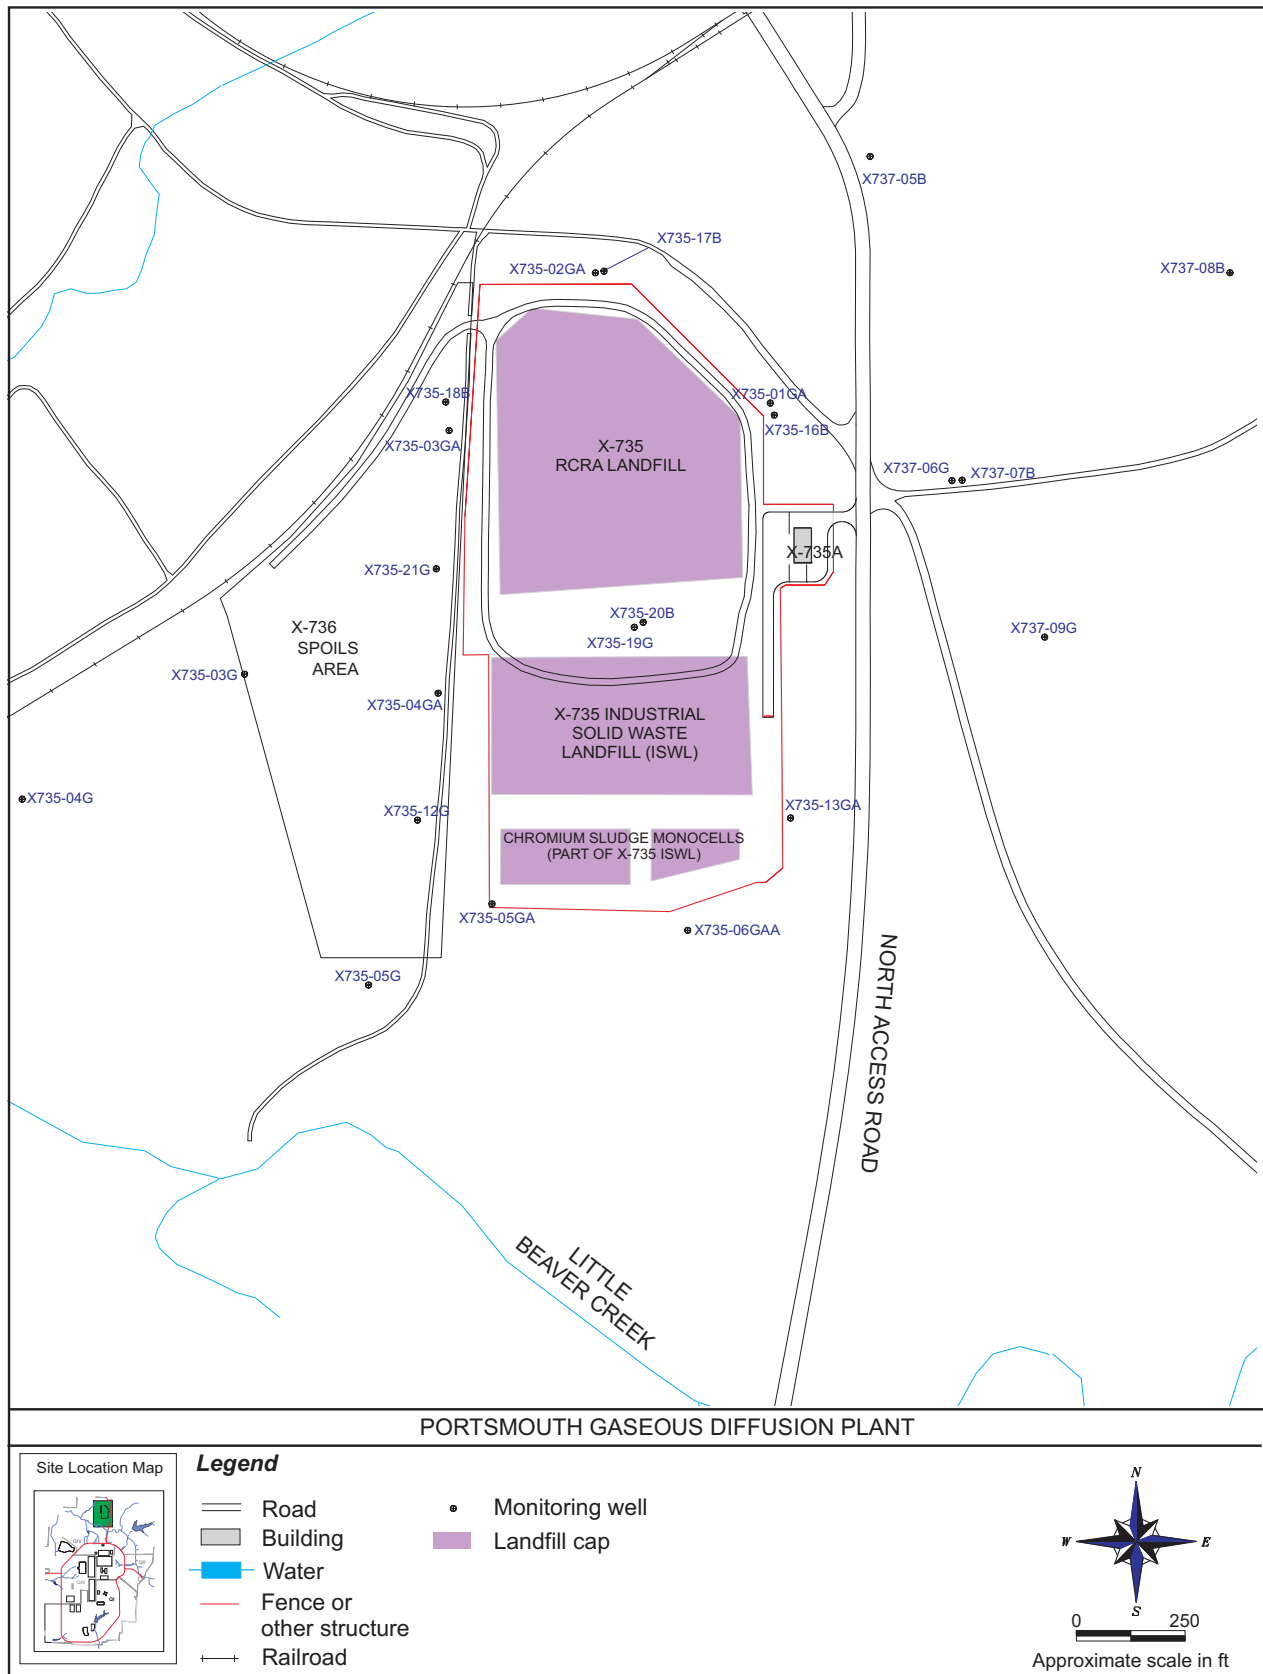 X737-05B
X735-17B
X735-02GA
X737-08B
X735-18B
X735-01GA
X735-16B
X735-03GA
X-735
RCRA LANDFILL
X737-06G
X737-07B
X-735A
X735-21G
X735-20B
X735-19G
X-736
SPOILS
AREA
X737-09G
X735-03G
X735-04GA
X-735 INDUSTRIAL
SOLID WASTE
LANDFILL (ISWL)
X735-04G
X735-12G
X735-13GA
CHROMIUM SLUDGE MONOCELLS
(PART OF X-735 ISWL)
X735-05GA
X735-06GAA
X735-05G
NORTH ACCESS ROAD
LITTLE
BEAVER CREEK
PORTSMOUTH GASEOUS DIFFUSION PLANT
Site Location Map
Legend
Road
Building
Water
Fence or
other structure
Railroad
Monitoring well
Landfill cap
N
W
E
S
0 250
Approximate scale in ft